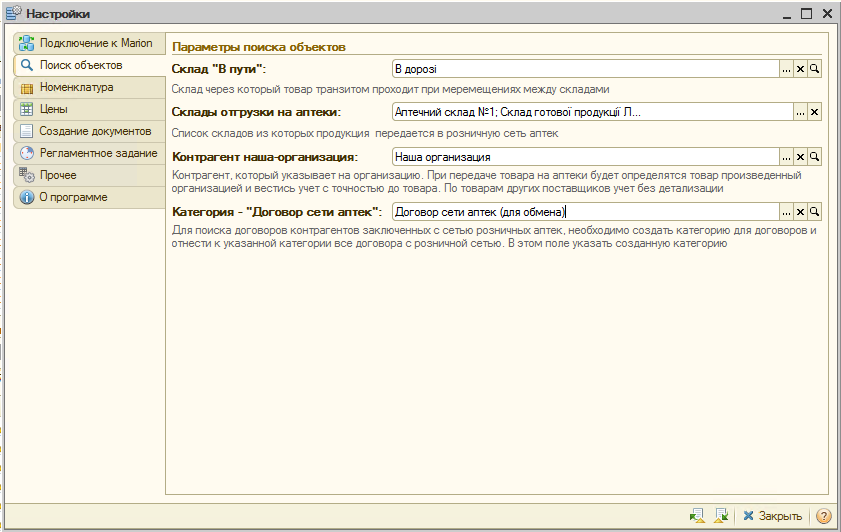 Настройки
Подключение к Marion
Поиск объектов
Номенклатура
Цены
Создание документов
Регламентное задание
Прочее
О программе
Параметры поиска объектов
Склад "В пути": В дорозі ...
Склад через который товар транзитом проходит при меремещениях между складами
Склады отгрузки на аптеки: Аптечний склад №1; Склад готової продукції Л... ...
Список складов из которых продукция передается в розничную сеть аптек
Контрагент наша-организация: Наша организация ...
Контрагент, который указывает на организацию. При передаче товара на аптеки будет определятся товар произведенный
организацией и вестись учет с точностью до товара. По товарам других поставщиков учет без детализации
Категория - "Договор сети аптек": Договор сети аптек (для обмена) ...
Для поиска договоров контрагентов заключенных с сетью розничных аптек, необходимо создать категорию для договоров и
отнести к указанной категории все договора с розничной сетью. В этом поле указать созданную категорию
Закрыть